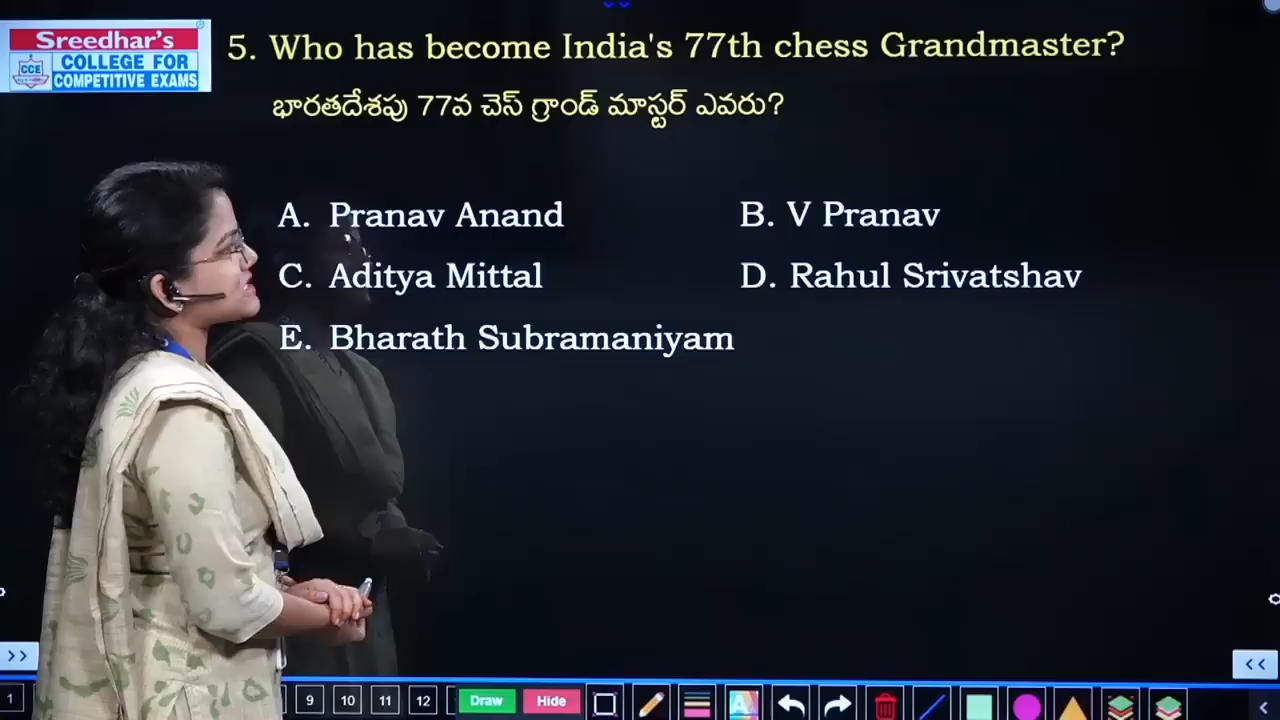 Sreedhar's
CCE
COLLEGE FOR
COMPETITIVE EXAMS
5. Who has become India's 77th chess Grandmaster?
భారతదేశపు 77వ చెస్ గ్రాండ్ మాస్టర్ ఎవరు?
A. Pranav Anand
B. V Pranav
C. Aditya Mittal
D. Rahul Srivatshav
E. Bharath Subramaniyam
>>
<<
1
9
10
11
12
Draw
Hide
A
<